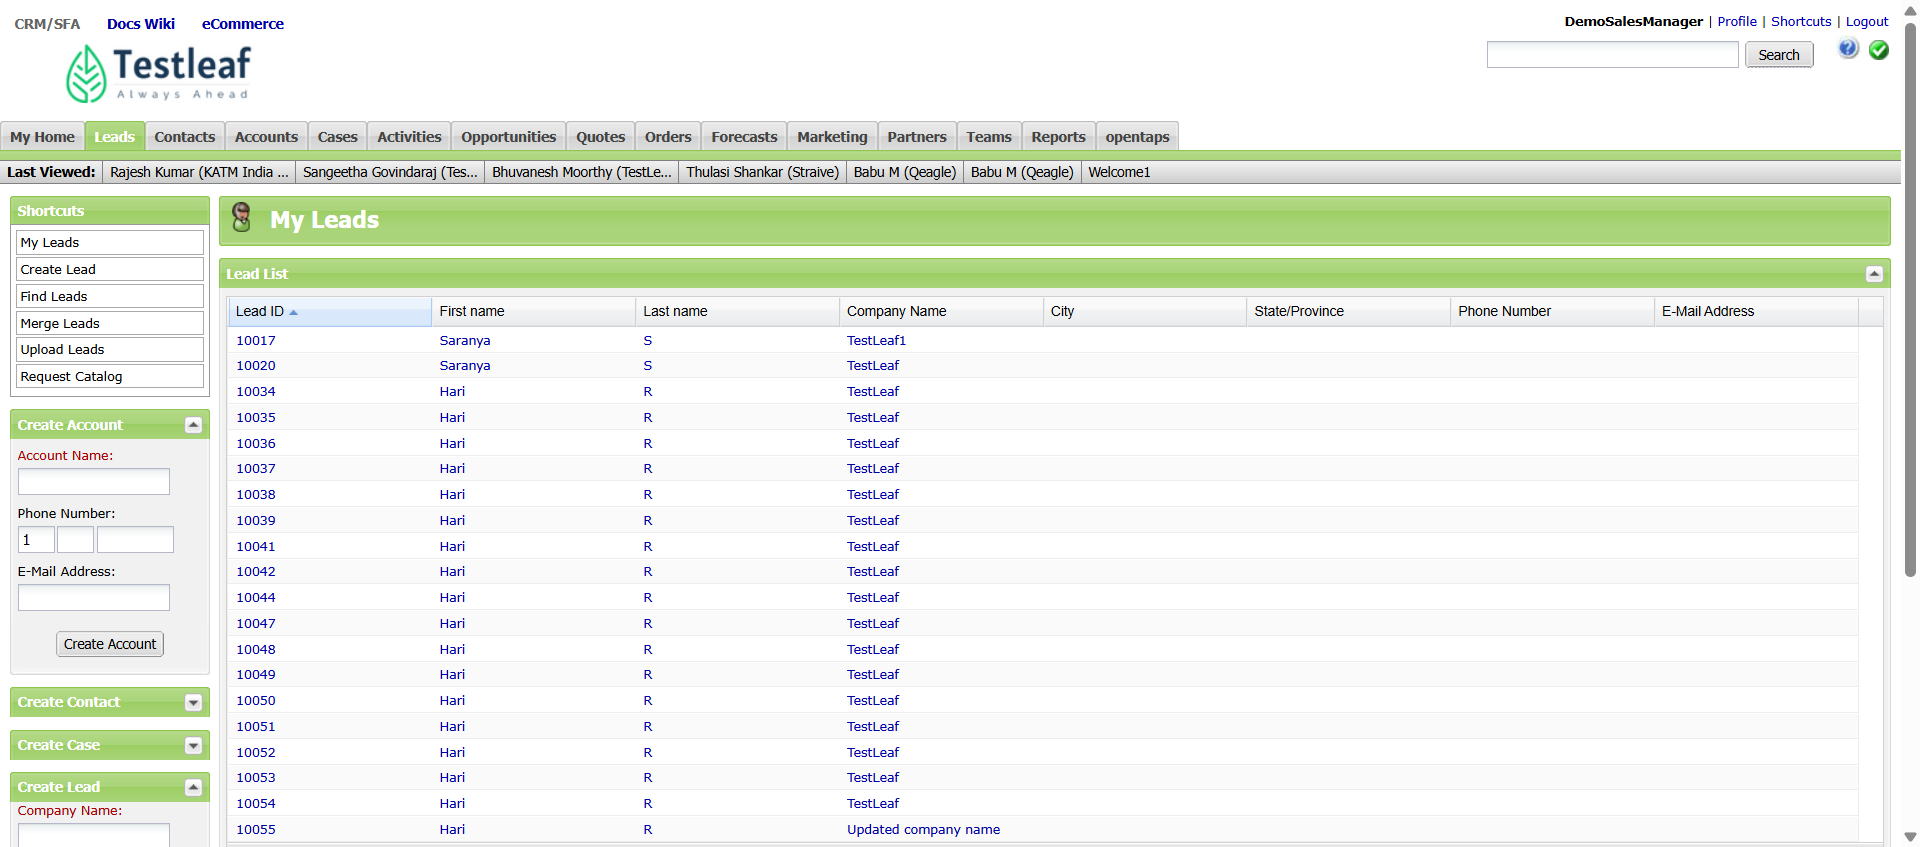 CRM/SFA Docs Wiki eCommerce
DemoSalesManager | Profile | Shortcuts | Logout
Testleaf
Always Ahead
Search
My Home Leads Contacts Accounts Cases Activities Opportunities Quotes Orders Forecasts Marketing Partners Teams Reports opentaps
Last Viewed: Rajesh Kumar (KATM India ... Sangeetha Govindaraj (Tes... Bhuvanesh Moorthy (TestLe... Thulasi Shankar (Straive) Babu M (Qeagle) Babu M (Qeagle) Welcome1
Shortcuts
My Leads
Create Lead
Find Leads
Merge Leads
Upload Leads
Request Catalog
Create Account
Account Name:
Phone Number:
1
E-Mail Address:
Create Account
Create Contact
Create Case
Create Lead
Company Name:
My Leads
Lead List
Lead ID First name Last name Company Name City State/Province Phone Number E-Mail Address
10017 Saranya S TestLeaf1
10020 Saranya S TestLeaf
10034 Hari R TestLeaf
10035 Hari R TestLeaf
10036 Hari R TestLeaf
10037 Hari R TestLeaf
10038 Hari R TestLeaf
10039 Hari R TestLeaf
10041 Hari R TestLeaf
10042 Hari R TestLeaf
10044 Hari R TestLeaf
10047 Hari R TestLeaf
10048 Hari R TestLeaf
10049 Hari R TestLeaf
10050 Hari R TestLeaf
10051 Hari R TestLeaf
10052 Hari R TestLeaf
10053 Hari R TestLeaf
10054 Hari R TestLeaf
10055 Hari R Updated company name